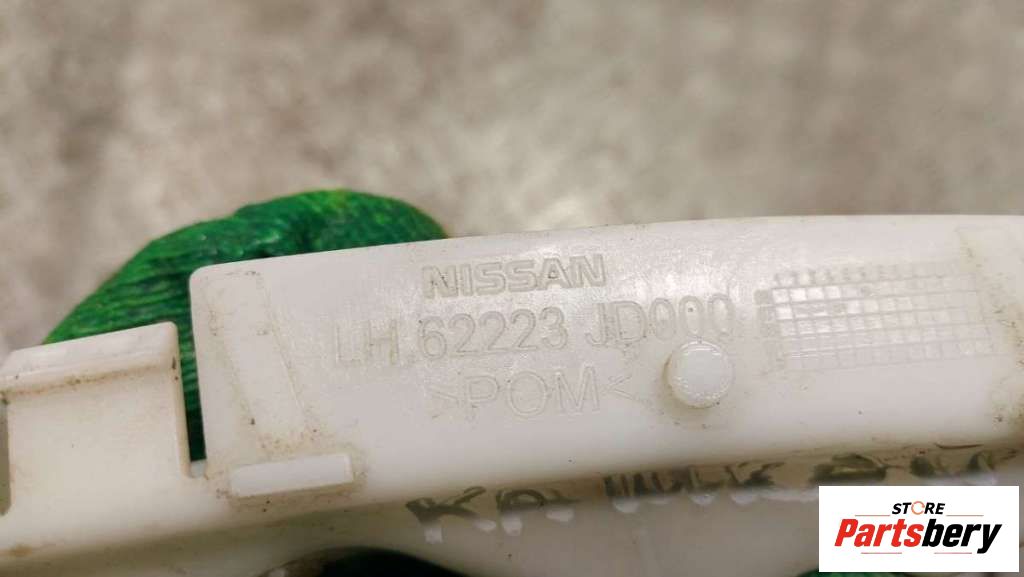 NISSAN
LH.62223 JD000
>POM<
STORE
Partsbery